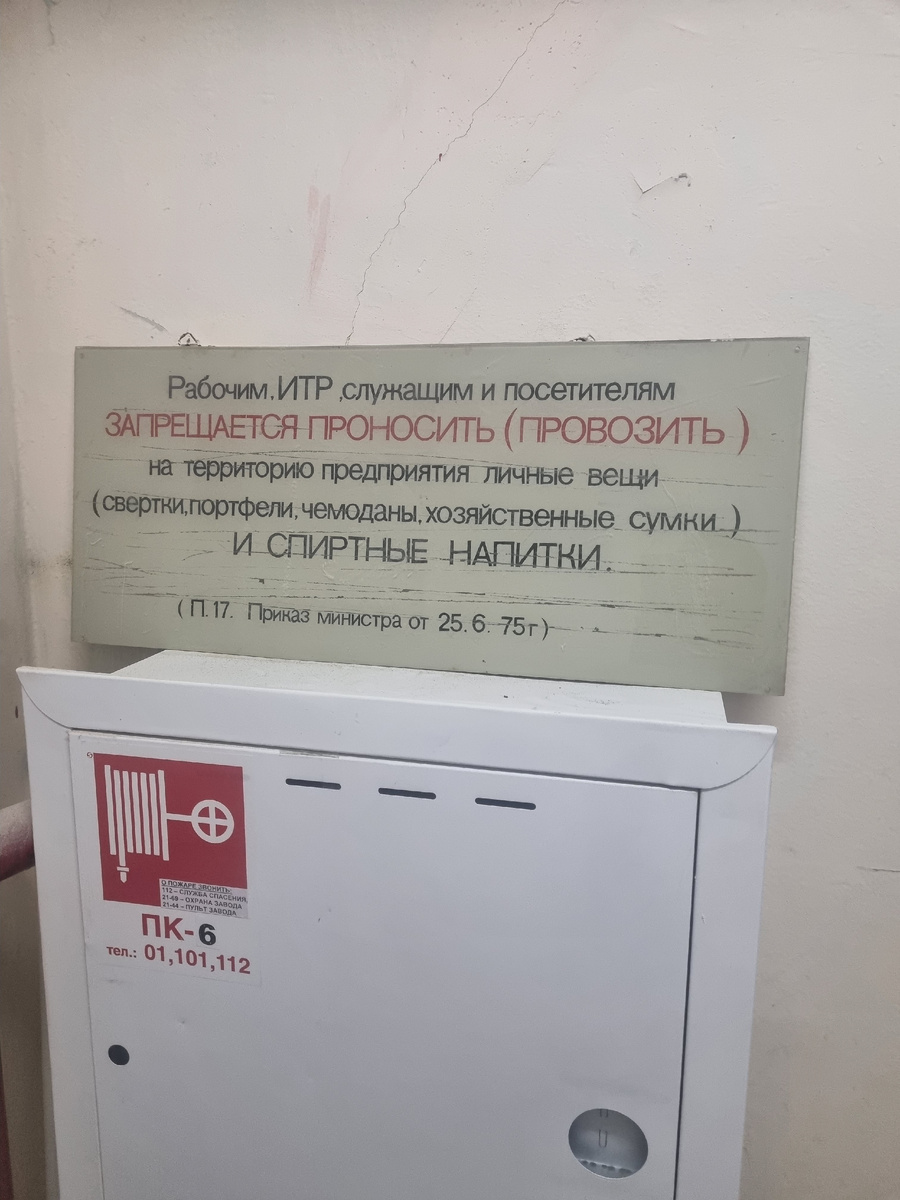 Рабочим, ИТР, служащим и посетителям
ЗАПРЕЩАЕТСЯ ПРОНОСИТЬ (ПРОВОЗИТЬ)
на территорию предприятия личные вещи
(свертки, портфели, чемоданы, хозяйственные сумки)
И СПИРТНЫЕ НАПИТКИ.
(П.17. Приказ министра от 25.6.75г)
О ПОЖАРЕ ЗВОНИТЬ:
112 – СЛУЖБА СПАСЕНИЯ,
21-69 – ОХРАНА ЗАВОДА
21-44 – ПУЛЬТ ЗАВОДА
ПК-6
тел.: 01,101,112